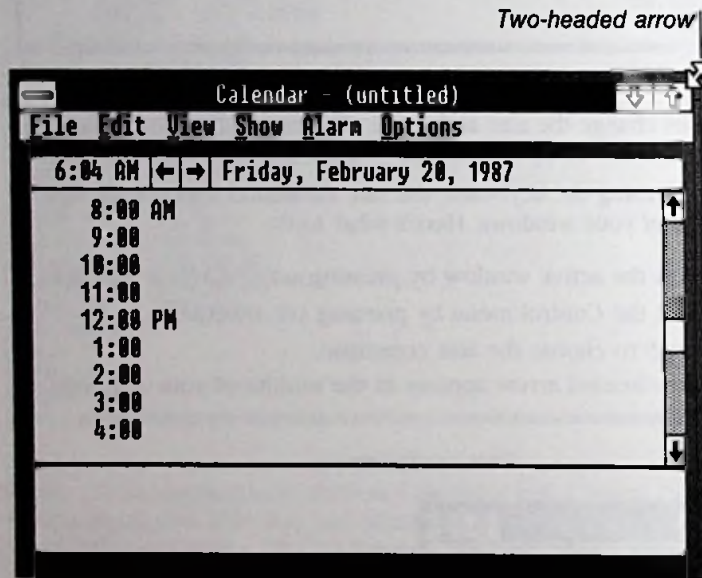 Two-headed arrow
Calendar - (untitled)
File Edit View Show Alarm Options
6:04 AM ← → Friday, February 20, 1987
8:00 AM
9:00
10:00
11:00
12:00 PM
1:00
2:00
3:00
4:00